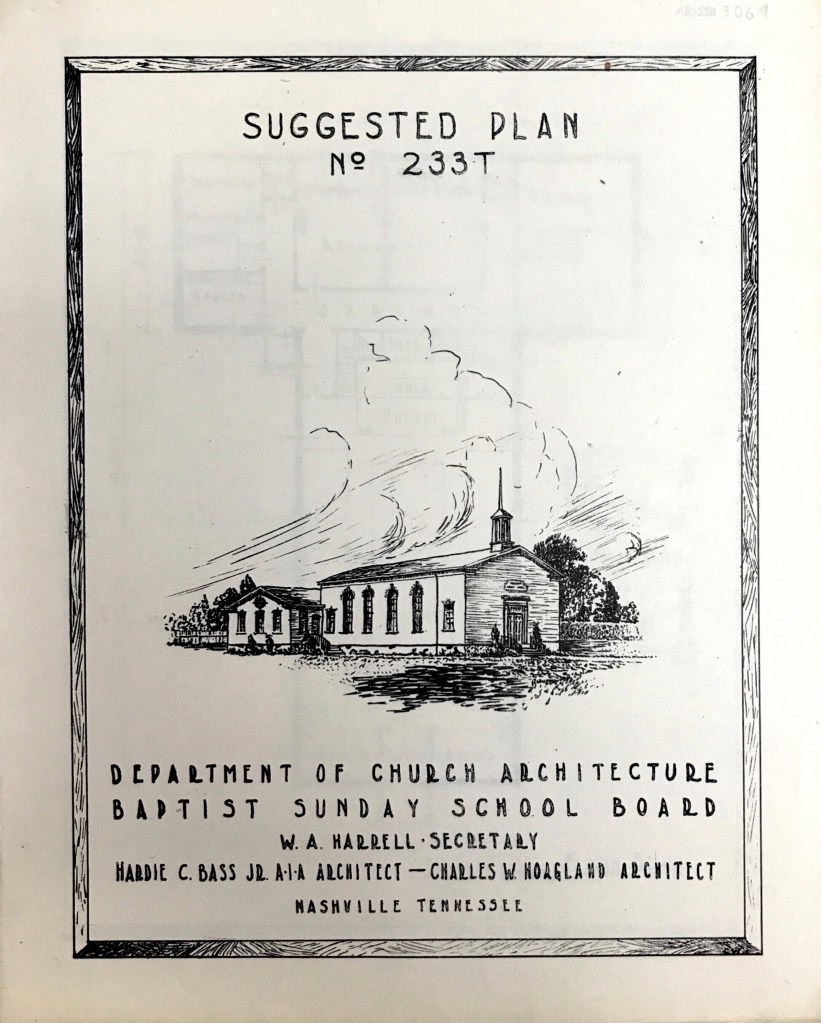 SUGGESTED PLAN
Nº 233T
DEPARTMENT OF CHURCH ARCHITECTURE
BAPTIST SUNDAY SCHOOL BOARD
W. A. HARRELL · SECRETARY
HARDIE C. BASS JR. A·I·A ARCHITECT — CHARLES W. HOAGLAND ARCHITECT
NASHVILLE TENNESSEE